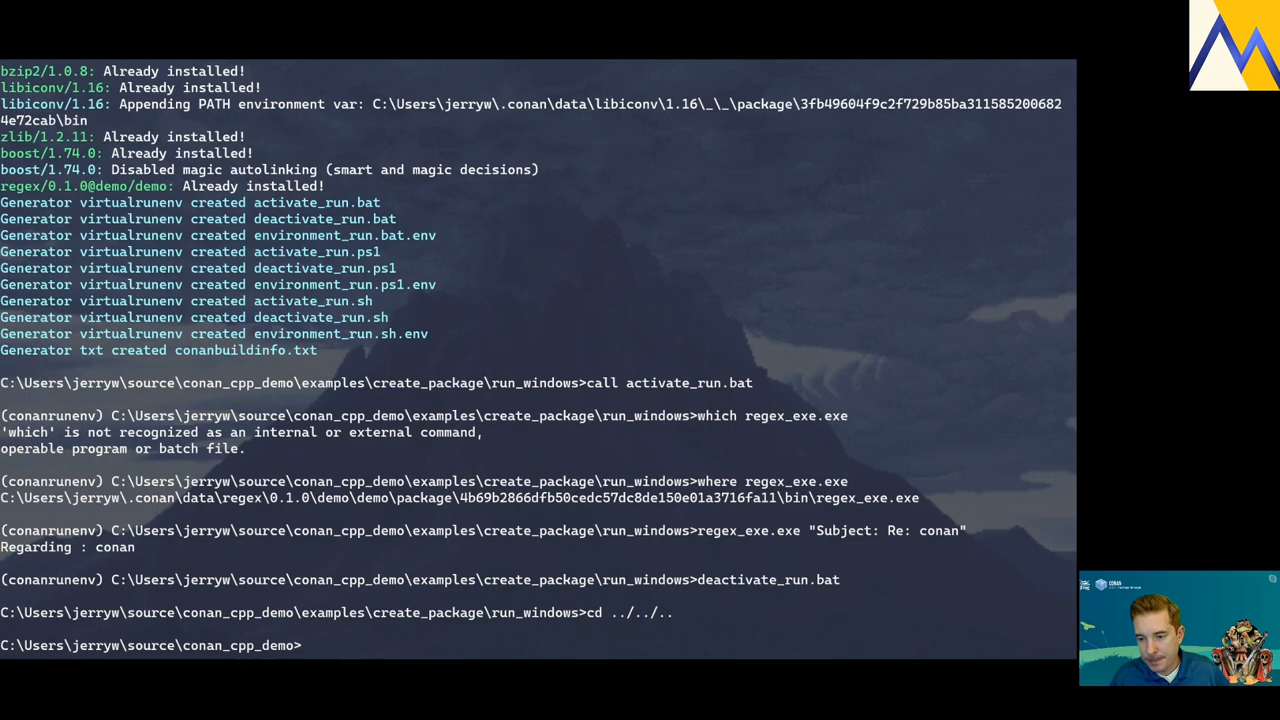 bzip2/1.0.8: Already installed!
libiconv/1.16: Already installed!
libiconv/1.16: Appending PATH environment var: C:\Users\jerryw\.conan\data\libiconv\1.16\_\_\package\3fb49604f9c2f729b85ba311585200682
4e72cab\bin
zlib/1.2.11: Already installed!
boost/1.74.0: Already installed!
boost/1.74.0: Disabled magic autolinking (smart and magic decisions)
regex/0.1.0@demo/demo: Already installed!
Generator virtualrunenv created activate_run.bat
Generator virtualrunenv created deactivate_run.bat
Generator virtualrunenv created environment_run.bat.env
Generator virtualrunenv created activate_run.ps1
Generator virtualrunenv created deactivate_run.ps1
Generator virtualrunenv created environment_run.ps1.env
Generator virtualrunenv created activate_run.sh
Generator virtualrunenv created deactivate_run.sh
Generator virtualrunenv created environment_run.sh.env
Generator txt created conanbuildinfo.txt
C:\Users\jerryw\source\conan_cpp_demo\examples\create_package\run_windows>call activate_run.bat
(conanrunenv) C:\Users\jerryw\source\conan_cpp_demo\examples\create_package\run_windows>which regex_exe.exe
'which' is not recognized as an internal or external command,
operable program or batch file.
(conanrunenv) C:\Users\jerryw\source\conan_cpp_demo\examples\create_package\run_windows>where regex_exe.exe
C:\Users\jerryw\.conan\data\regex\0.1.0\demo\demo\package\4b69b2866dfb50cedc57dc8de150e01a3716fa11\bin\regex_exe.exe
(conanrunenv) C:\Users\jerryw\source\conan_cpp_demo\examples\create_package\run_windows>regex_exe.exe "Subject: Re: conan"
Regarding : conan
(conanrunenv) C:\Users\jerryw\source\conan_cpp_demo\examples\create_package\run_windows>deactivate_run.bat
C:\Users\jerryw\source\conan_cpp_demo\examples\create_package\run_windows>cd ../../..
C:\Users\jerryw\source\conan_cpp_demo>
CONAN